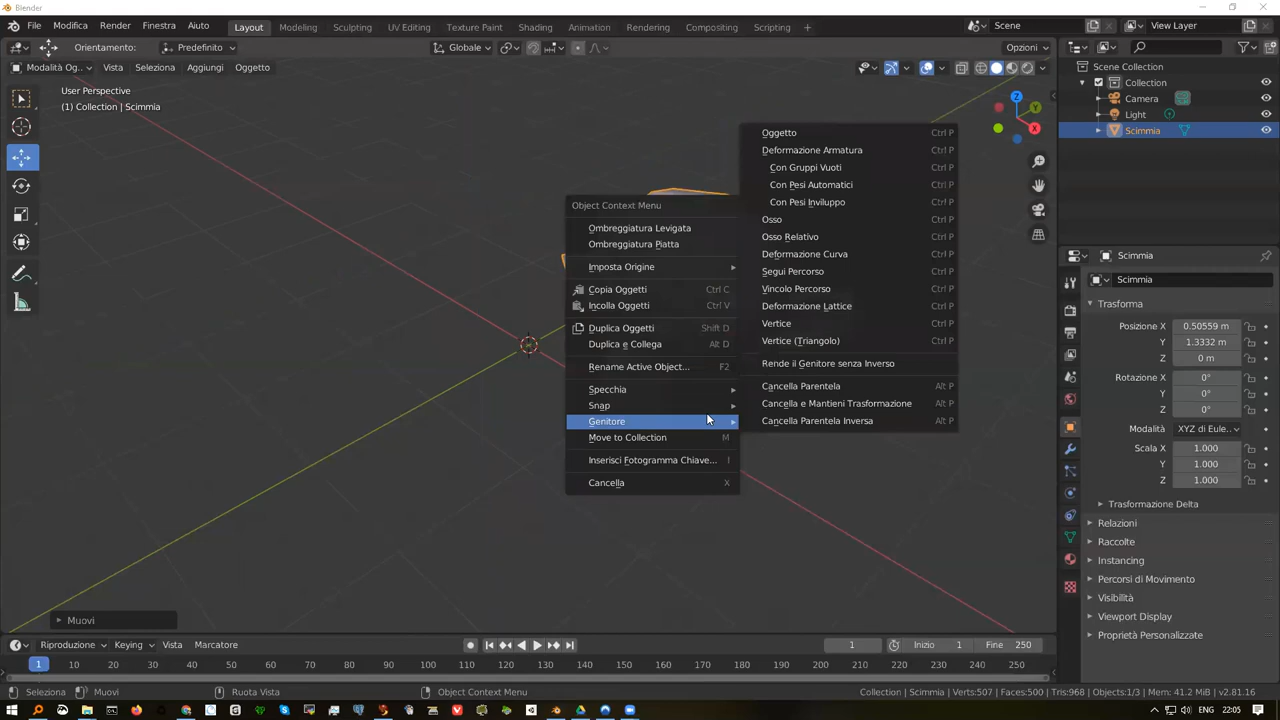 Blender
File Modifica Render Finestra Aiuto Layout Modeling Sculpting UV Editing Texture Paint Shading Animation Rendering Compositing Scripting + Scene View Layer
Orientamento: Predefinito Globale Opzioni
Modalità Og.. Vista Seleziona Aggiungi Oggetto
User Perspective
(1) Collection | Scimmia
Z
Y
X
Object Context Menu
Ombreggiatura Levigata
Ombreggiatura Piatta
Imposta Origine
Copia Oggetti Ctrl C
Incolla Oggetti Ctrl V
Duplica Oggetti Shift D
Duplica e Collega Alt D
Rename Active Object... F2
Specchia
Snap
Genitore
Move to Collection M
Inserisci Fotogramma Chiave... I
Cancella X
Oggetto Ctrl P
Deformazione Armatura Ctrl P
Con Gruppi Vuoti Ctrl P
Con Pesi Automatici Ctrl P
Con Pesi Inviluppo Ctrl P
Osso Ctrl P
Osso Relativo Ctrl P
Deformazione Curva Ctrl P
Segui Percorso Ctrl P
Vincolo Percorso Ctrl P
Deformazione Lattice Ctrl P
Vertice Ctrl P
Vertice (Triangolo) Ctrl P
Rende il Genitore senza Inverso
Cancella Parentela Alt P
Cancella e Mantieni Trasformazione Alt P
Cancella Parentela Inversa Alt P
Scene Collection
Collection
Camera
Light
Scimmia
Scimmia
Scimmia
Trasforma
Posizione X 0.50559 m
Y 1.3332 m
Z 0 m
Rotazione X 0°
Y 0°
Z 0°
Modalità XYZ di Eule..
Scala X 1.000
Y 1.000
Z 1.000
Trasformazione Delta
Relazioni
Raccolte
Instancing
Percorsi di Movimento
Visibilità
Viewport Display
Proprietà Personalizzate
Muovi
Riproduzione Keying Vista Marcatore 1 Inizio 1 Fine 250
1 10 20 30 40 50 60 70 80 90 100 110 120 130 140 150 160 170 180 190 200 210 220 230 240 250
Seleziona Muovi Ruota Vista Object Context Menu Collection | Scimmia | Verts:507 | Faces:500 | Tris:968 | Objects:1/3 | Mem: 41.2 MiB | v2.81.16
ENG 22:05